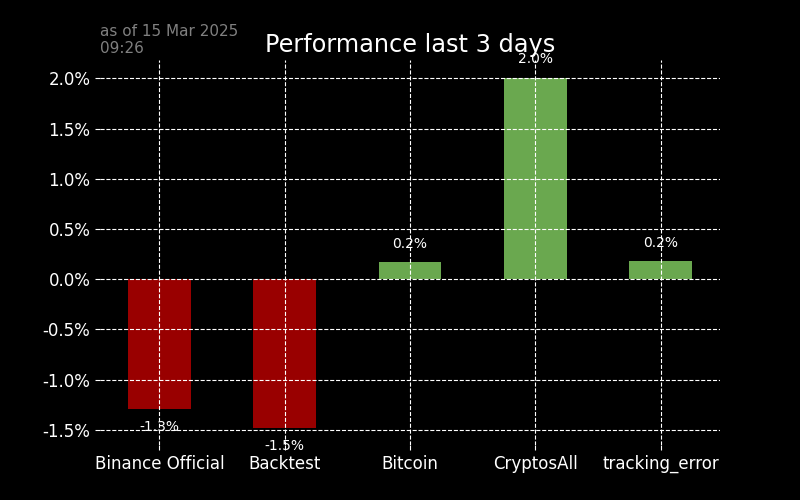 as of 15 Mar 2025
09:26
Performance last 3 days
2.0%
2.0%
1.5%
1.0%
0.5%
0.2%
0.2%
0.0%
-0.5%
-1.0%
-1.3%
-1.5%
-1.5%
Binance Official
Backtest
Bitcoin
CryptosAll
tracking_error